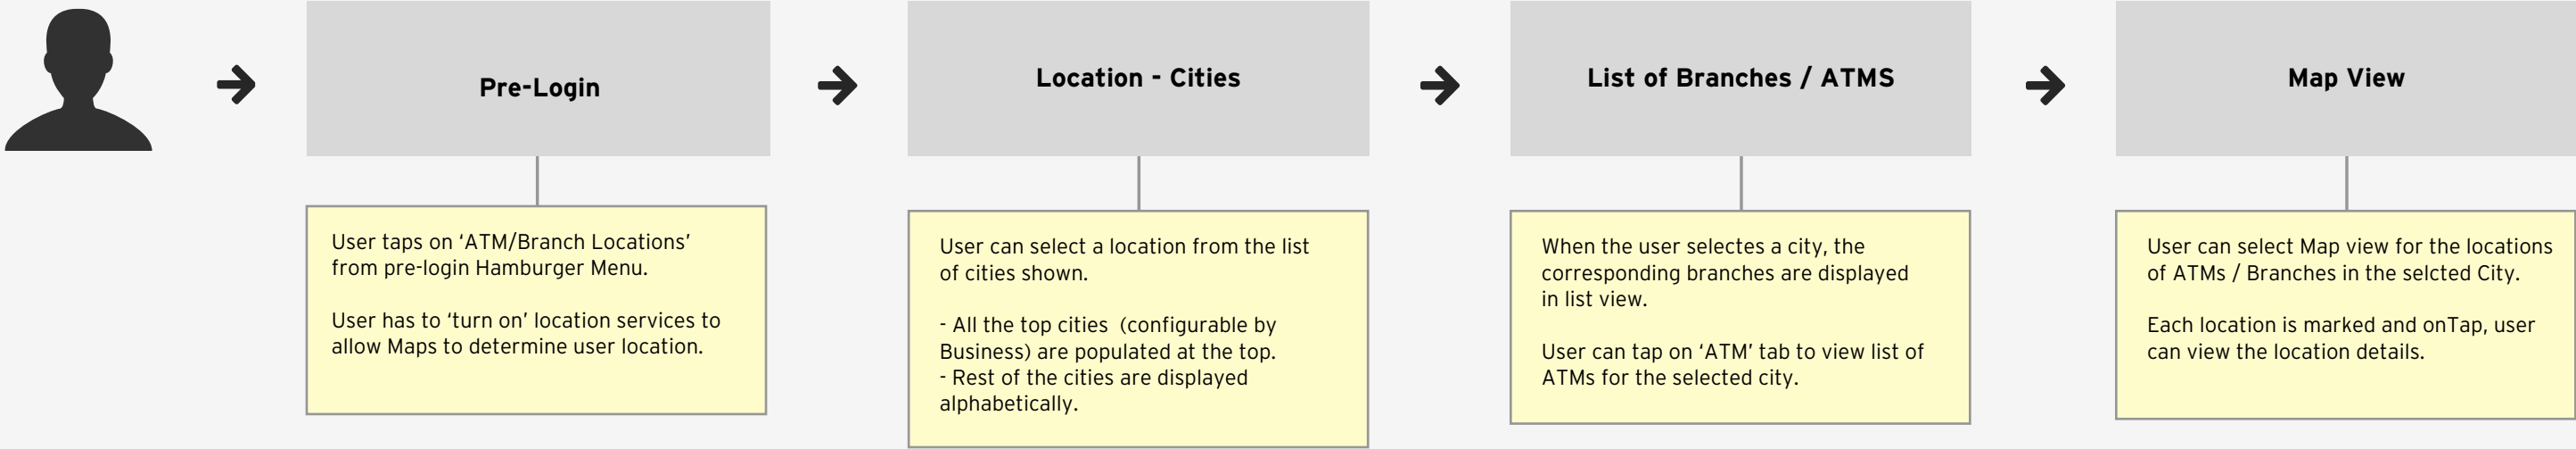 Pre-Login
Location - Cities
List of Branches / ATMS
Map View
User taps on ‘ATM/Branch Locations’
from pre-login Hamburger Menu.
User has to ‘turn on’ location services to
allow Maps to determine user location.
User can select a location from the list
of cities shown.
- All the top cities  (configurable by
Business) are populated at the top.
- Rest of the cities are displayed
alphabetically.
When the user selectes a city, the
corresponding branches are displayed
in list view.
User can tap on ‘ATM’ tab to view list of
ATMs for the selected city.
User can select Map view for the locations
of ATMs / Branches in the selcted City.
Each location is marked and onTap, user
can view the location details.